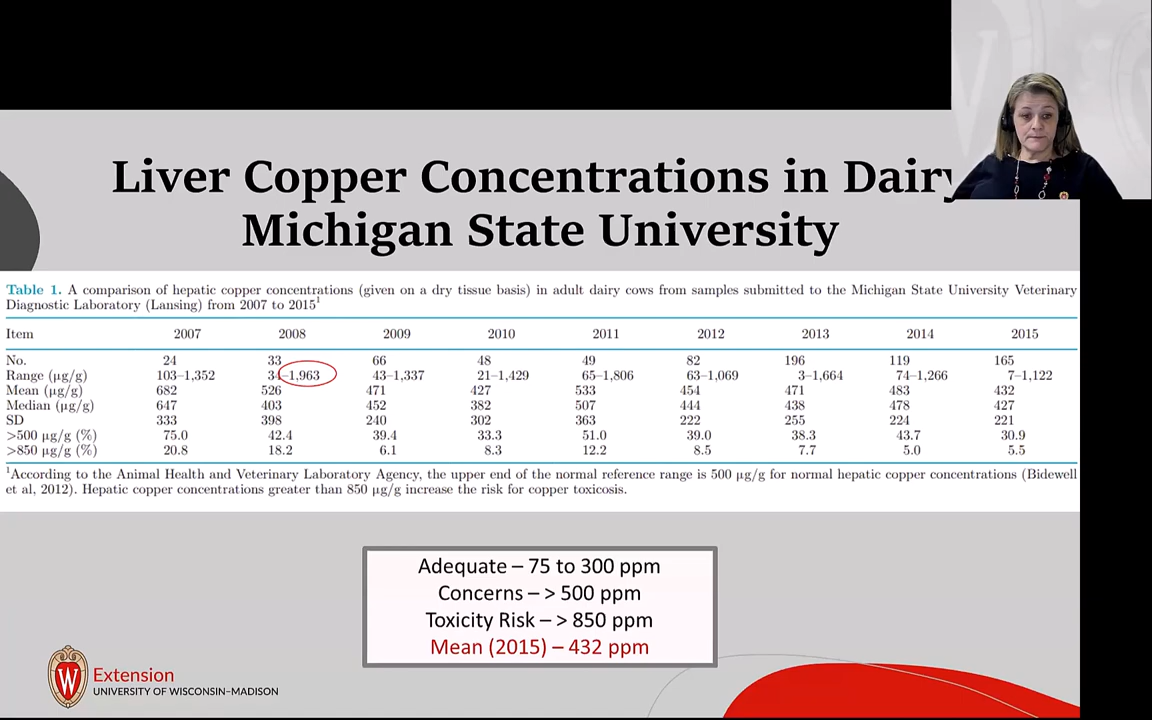 Liver Copper Concentrations in Dairy
Michigan State University
Table 1. A comparison of hepatic copper concentrations (given on a dry tissue basis) in adult dairy cows from samples submitted to the Michigan State University Veterinary
Diagnostic Laboratory (Lansing) from 2007 to 2015¹
Item 2007 2008 2009 2010 2011 2012 2013 2014 2015
No. 24 33 66 48 49 82 196 119 165
Range (µg/g) 103–1,352 34–1,963 43–1,337 21–1,429 65–1,806 63–1,069 3–1,664 74–1,266 7–1,122
Mean (µg/g) 682 526 471 427 533 454 471 483 432
Median (µg/g) 647 403 452 382 507 444 438 478 427
SD 333 398 240 302 363 222 255 224 221
>500 µg/g (%) 75.0 42.4 39.4 33.3 51.0 39.0 38.3 43.7 30.9
>850 µg/g (%) 20.8 18.2 6.1 8.3 12.2 8.5 7.7 5.0 5.5
¹According to the Animal Health and Veterinary Laboratory Agency, the upper end of the normal reference range is 500 µg/g for normal hepatic copper concentrations (Bidewell
et al, 2012). Hepatic copper concentrations greater than 850 µg/g increase the risk for copper toxicosis.
Adequate – 75 to 300 ppm
Concerns – > 500 ppm
Toxicity Risk – > 850 ppm
Mean (2015) – 432 ppm
W
Extension
UNIVERSITY OF WISCONSIN–MADISON